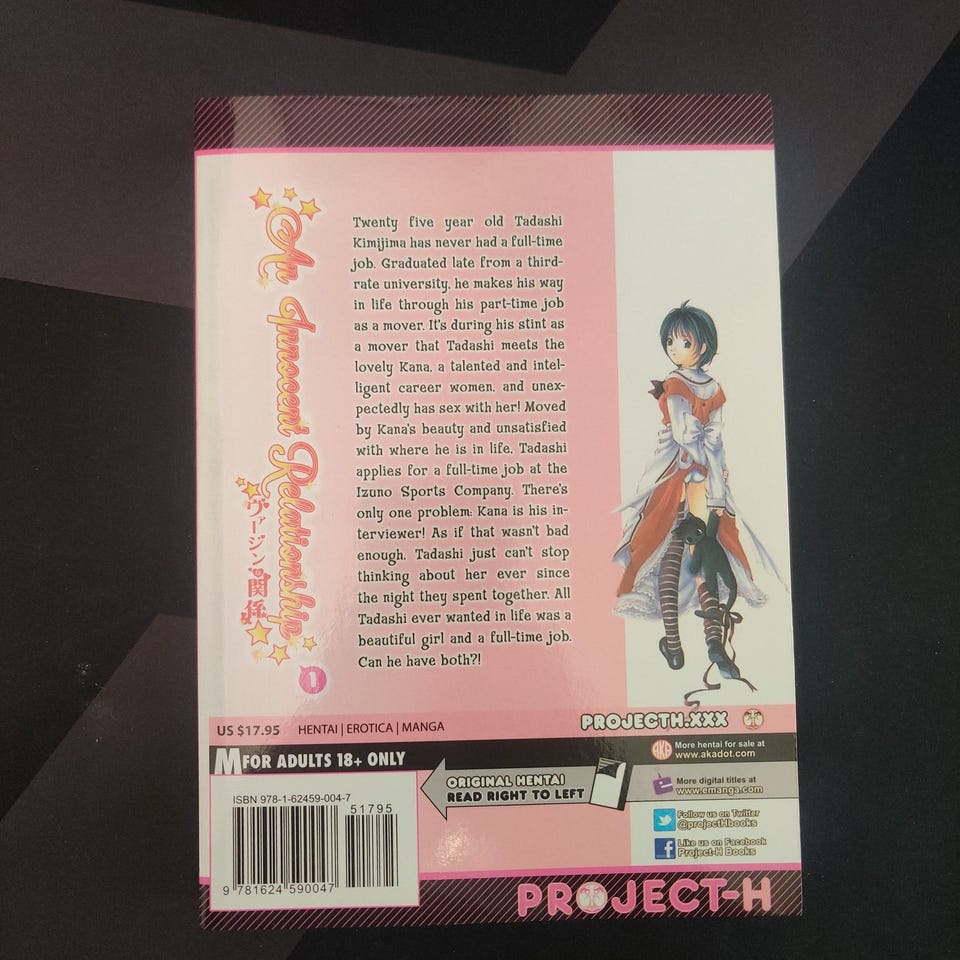 An Innocent Relationship
ヴァージンな関係
1
Twenty five year old Tadashi
Kimijima has never had a full-time
job. Graduated late from a third-
rate university, he makes his way
in life through his part-time job
as a mover. It's during his stint as
a mover that Tadashi meets the
lovely Kana, a talented and intel-
ligent career women, and unex-
pectedly has sex with her! Moved
by Kana's beauty and unsatisfied
with where he is in life, Tadashi
applies for a full-time job at the
Izuno Sports Company. There's
only one problem: Kana is his in-
terviewer! As if that wasn't bad
enough, Tadashi just can't stop
thinking about her ever since
the night they spent together. All
Tadashi ever wanted in life was a
beautiful girl and a full-time job.
Can he have both?!
US $17.95 HENTAI | EROTICA | MANGA
PROJECTH.XXX
M FOR ADULTS 18+ ONLY
ISBN 978-1-62459-004-7
51795
9 781624 590047
ORIGINAL HENTAI
READ RIGHT TO LEFT
AKA
More hentai for sale at
www.akadot.com
More digital titles at
www.emanga.com
Follow us on Twitter
@projectHbooks
Like us on Facebook
Project-H Books
PROJECT-H